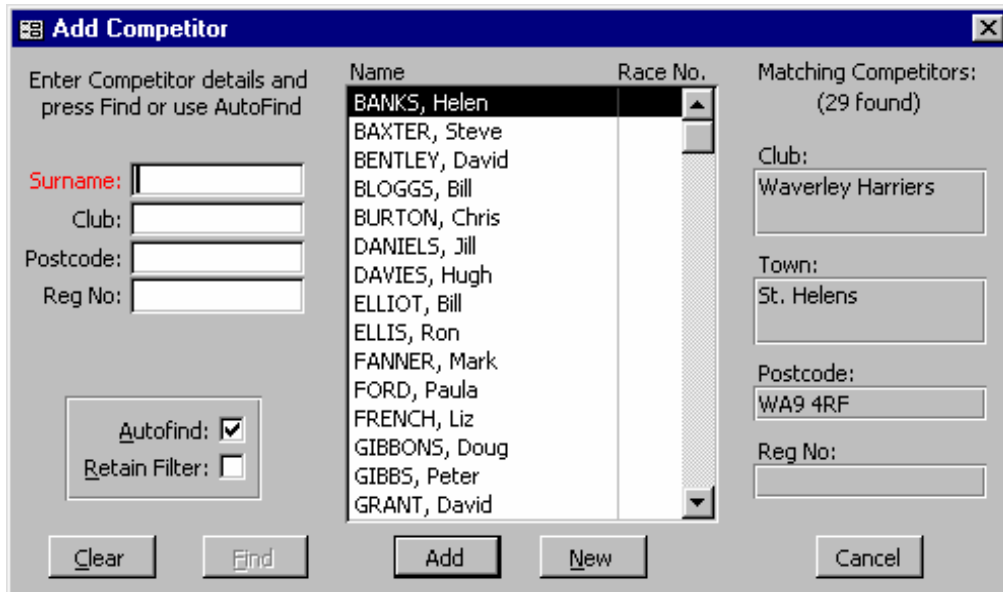 Add Competitor
Enter Competitor details and
press Find or use AutoFind
Surname:
Club:
Postcode:
Reg No:
Autofind:
Retain Filter:
Clear
Find
Name Race No.
BANKS, Helen
BAXTER, Steve
BENTLEY, David
BLOGGS, Bill
BURTON, Chris
DANIELS, Jill
DAVIES, Hugh
ELLIOT, Bill
ELLIS, Ron
FANNER, Mark
FORD, Paula
FRENCH, Liz
GIBBONS, Doug
GIBBS, Peter
GRANT, David
Add
New
Matching Competitors:
(29 found)
Club:
Waverley Harriers
Town:
St. Helens
Postcode:
WA9 4RF
Reg No:
Cancel